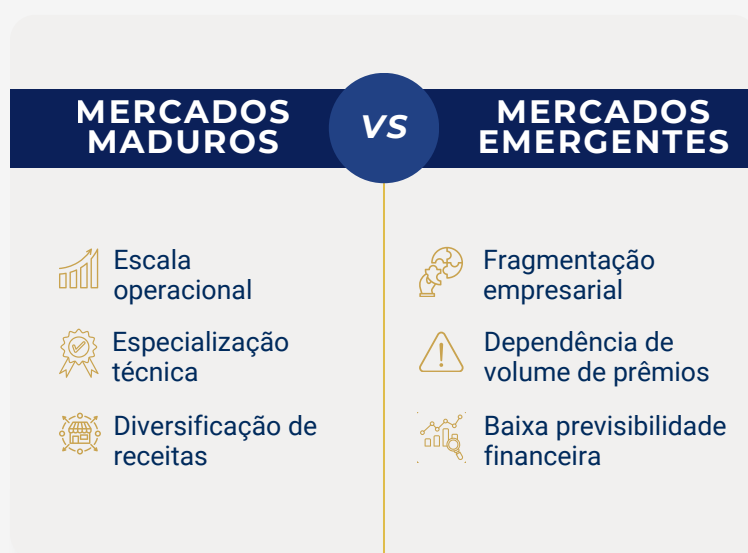 MERCADOS
MADUROS
VS
MERCADOS
EMERGENTES
Escala
operacional
Especialização
técnica
Diversificação de
receitas
Fragmentação
empresarial
Dependência de
volume de prêmios
Baixa previsibilidade
financeira